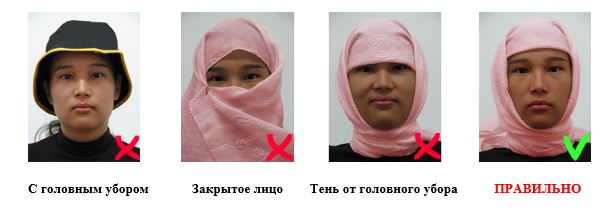 С головным убором
Закрытое лицо
Тень от головного убора
ПРАВИЛЬНО